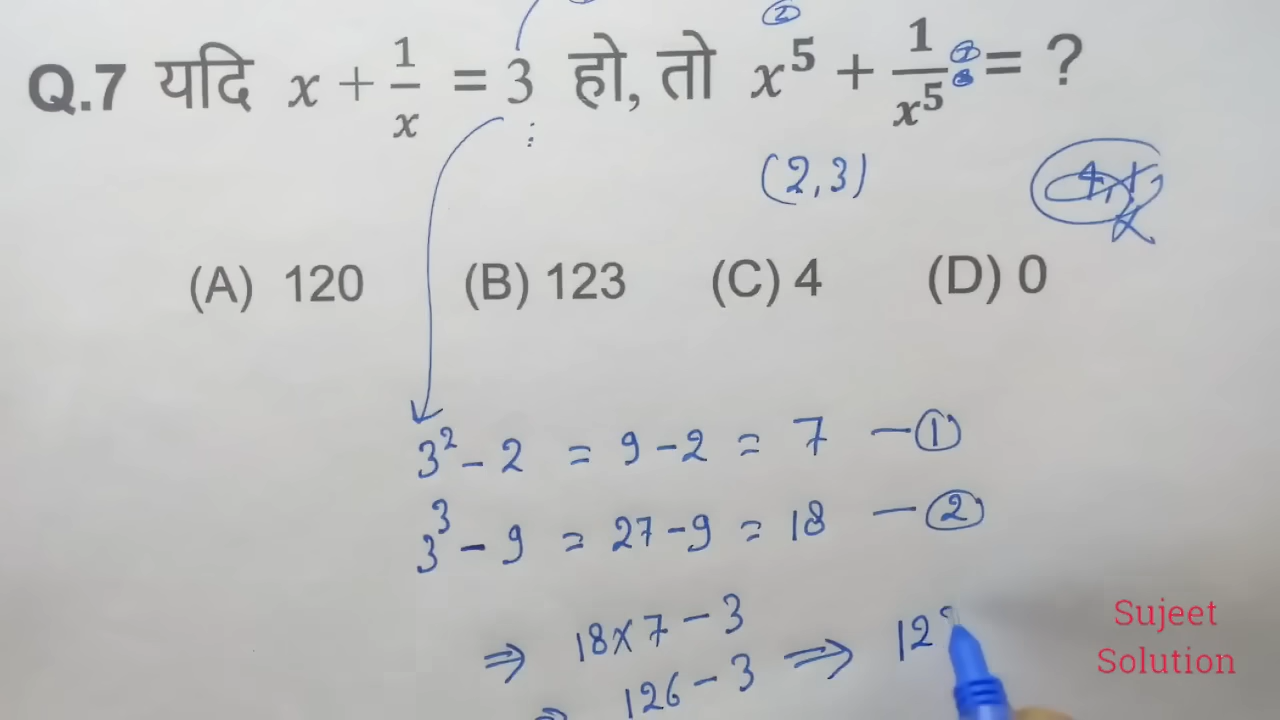 Q.7 यदि x + 1/x = 3 हो, तो x⁵ + 1/x⁵ = ?
(2,3)
(A) 120 (B) 123 (C) 4 (D) 0
3² - 2 = 9 - 2 = 7 — ①
3³ - 9 = 27 - 9 = 18 — ②
⇒ 18 x 7 - 3
⇒ 126 - 3 ⇒ 12
Sujeet
Solution